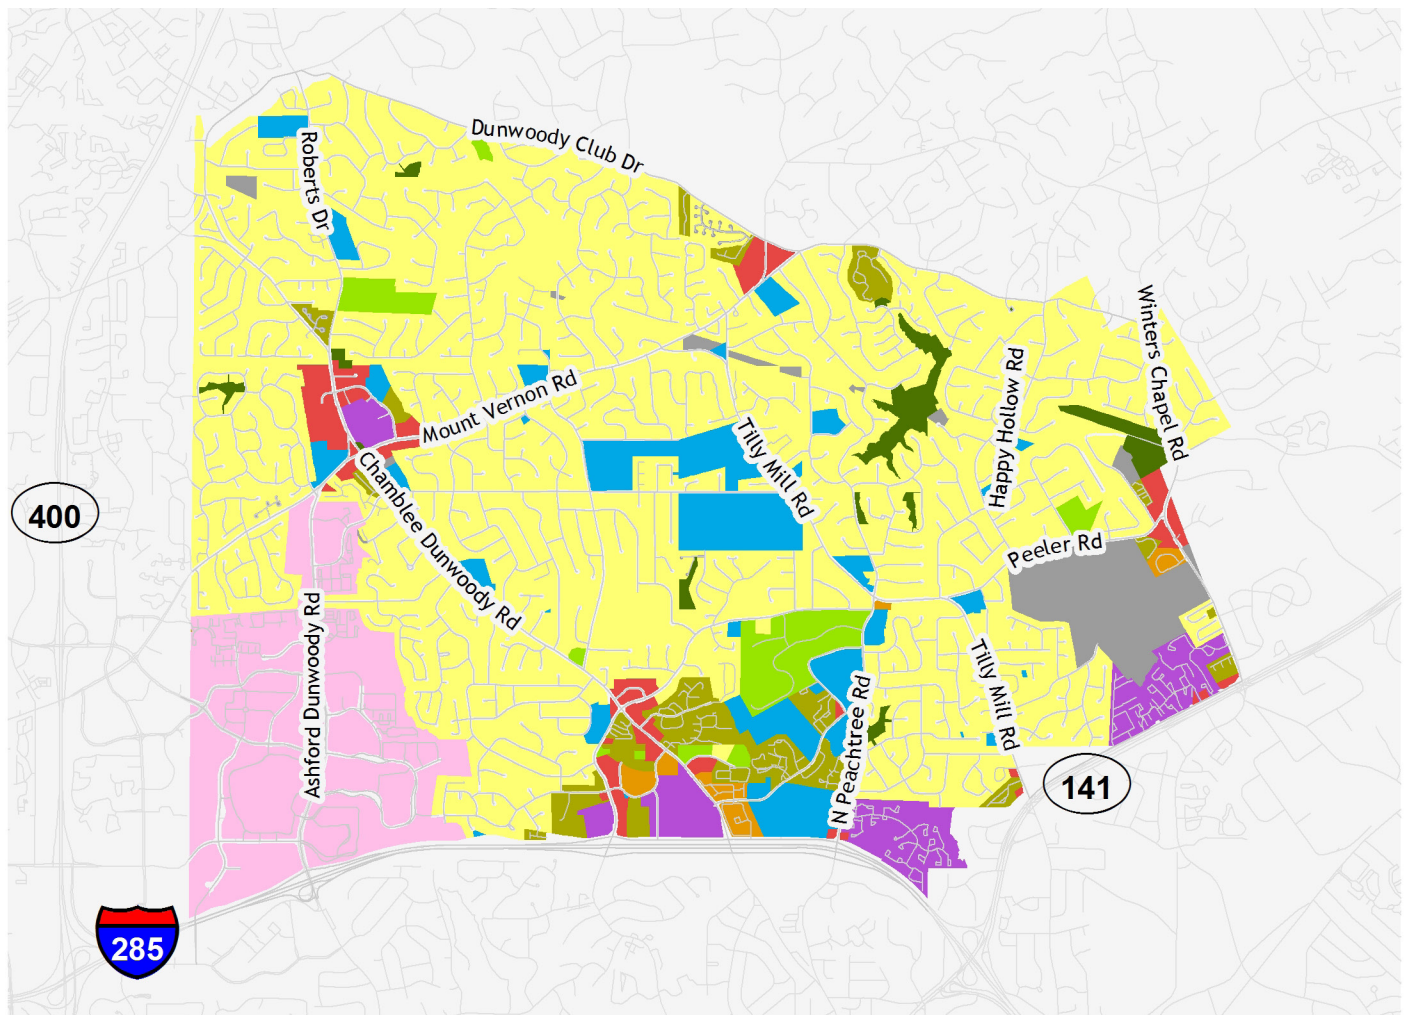 Dunwoody Club Dr
Roberts Dr
Winters Chapel Rd
Happy Hollow Rd
Mount Vernon Rd
Tilly Mill Rd
Chamblee Dunwoody Rd
400
Peeler Rd
Ashford Dunwoody Rd
Tilly Mill Rd
N Peachtree Rd
141
285